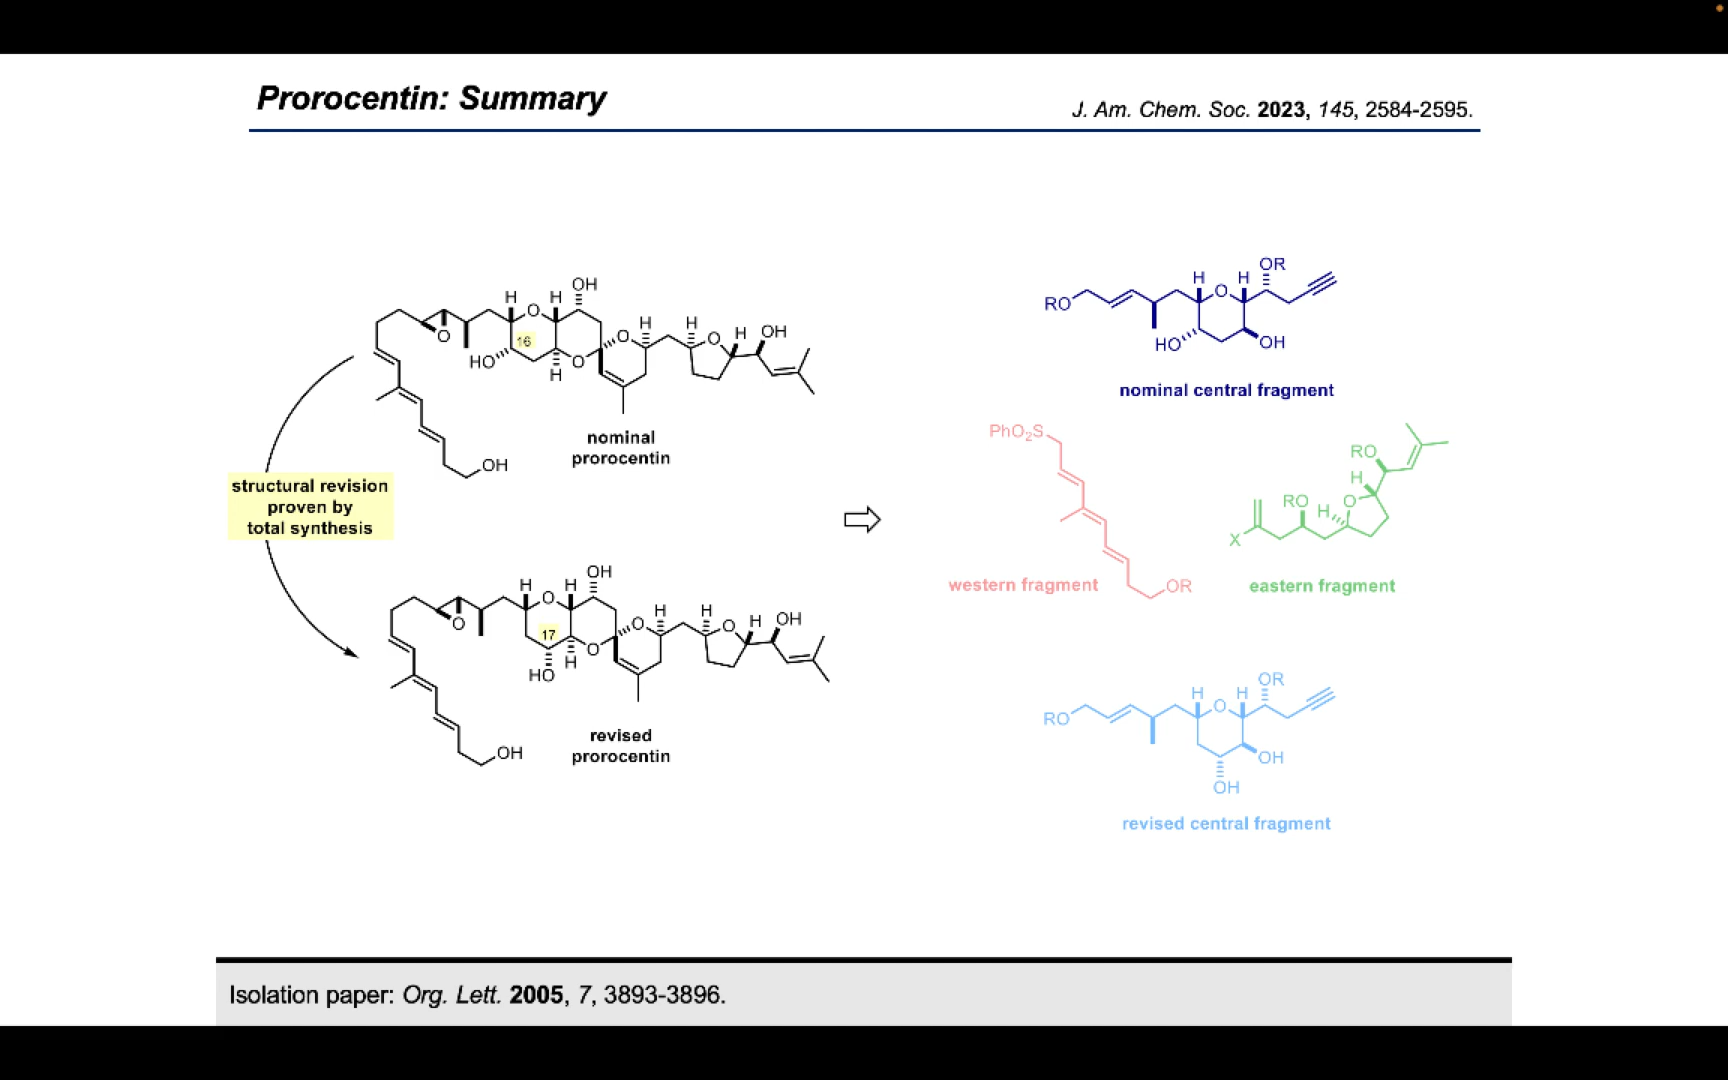 Prorocentin: Summary
J. Am. Chem. Soc. 2023, 145, 2584-2595.
OH
H
O
H
16
HO
O
H
O
H
H
O
H
OH
O
OH
nominal
prorocentin
structural revision
proven by
total synthesis
OH
H
O
H
17
HO
H
O
O
H
H
O
H
OH
O
OH
revised
prorocentin
RO
H
O
H
OR
HO
OH
nominal central fragment
PhO2S
OR
western fragment
RO
H
O
H
RO
X
eastern fragment
RO
H
O
H
OR
OH
OH
revised central fragment
Isolation paper: Org. Lett. 2005, 7, 3893-3896.